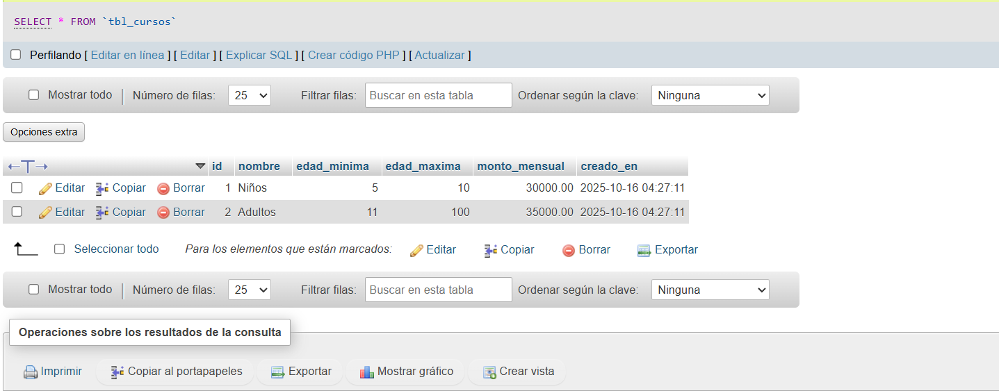 SELECT * FROM `tbl_cursos`
Perfilando [ Editar en línea ] [ Editar ] [ Explicar SQL ] [ Crear código PHP ] [ Actualizar ]
Mostrar todo | Número de filas: 25 Filtrar filas: Buscar en esta tabla Ordenar según la clave: Ninguna
Opciones extra
←T→ id nombre edad_minima edad_maxima monto_mensual creado_en
Editar Copiar Borrar 1 Niños 5 10 30000.00 2025-10-16 04:27:11
Editar Copiar Borrar 2 Adultos 11 100 35000.00 2025-10-16 04:27:11
Seleccionar todo Para los elementos que están marcados: Editar Copiar Borrar Exportar
Mostrar todo | Número de filas: 25 Filtrar filas: Buscar en esta tabla Ordenar según la clave: Ninguna
Operaciones sobre los resultados de la consulta
Imprimir Copiar al portapapeles Exportar Mostrar gráfico Crear vista